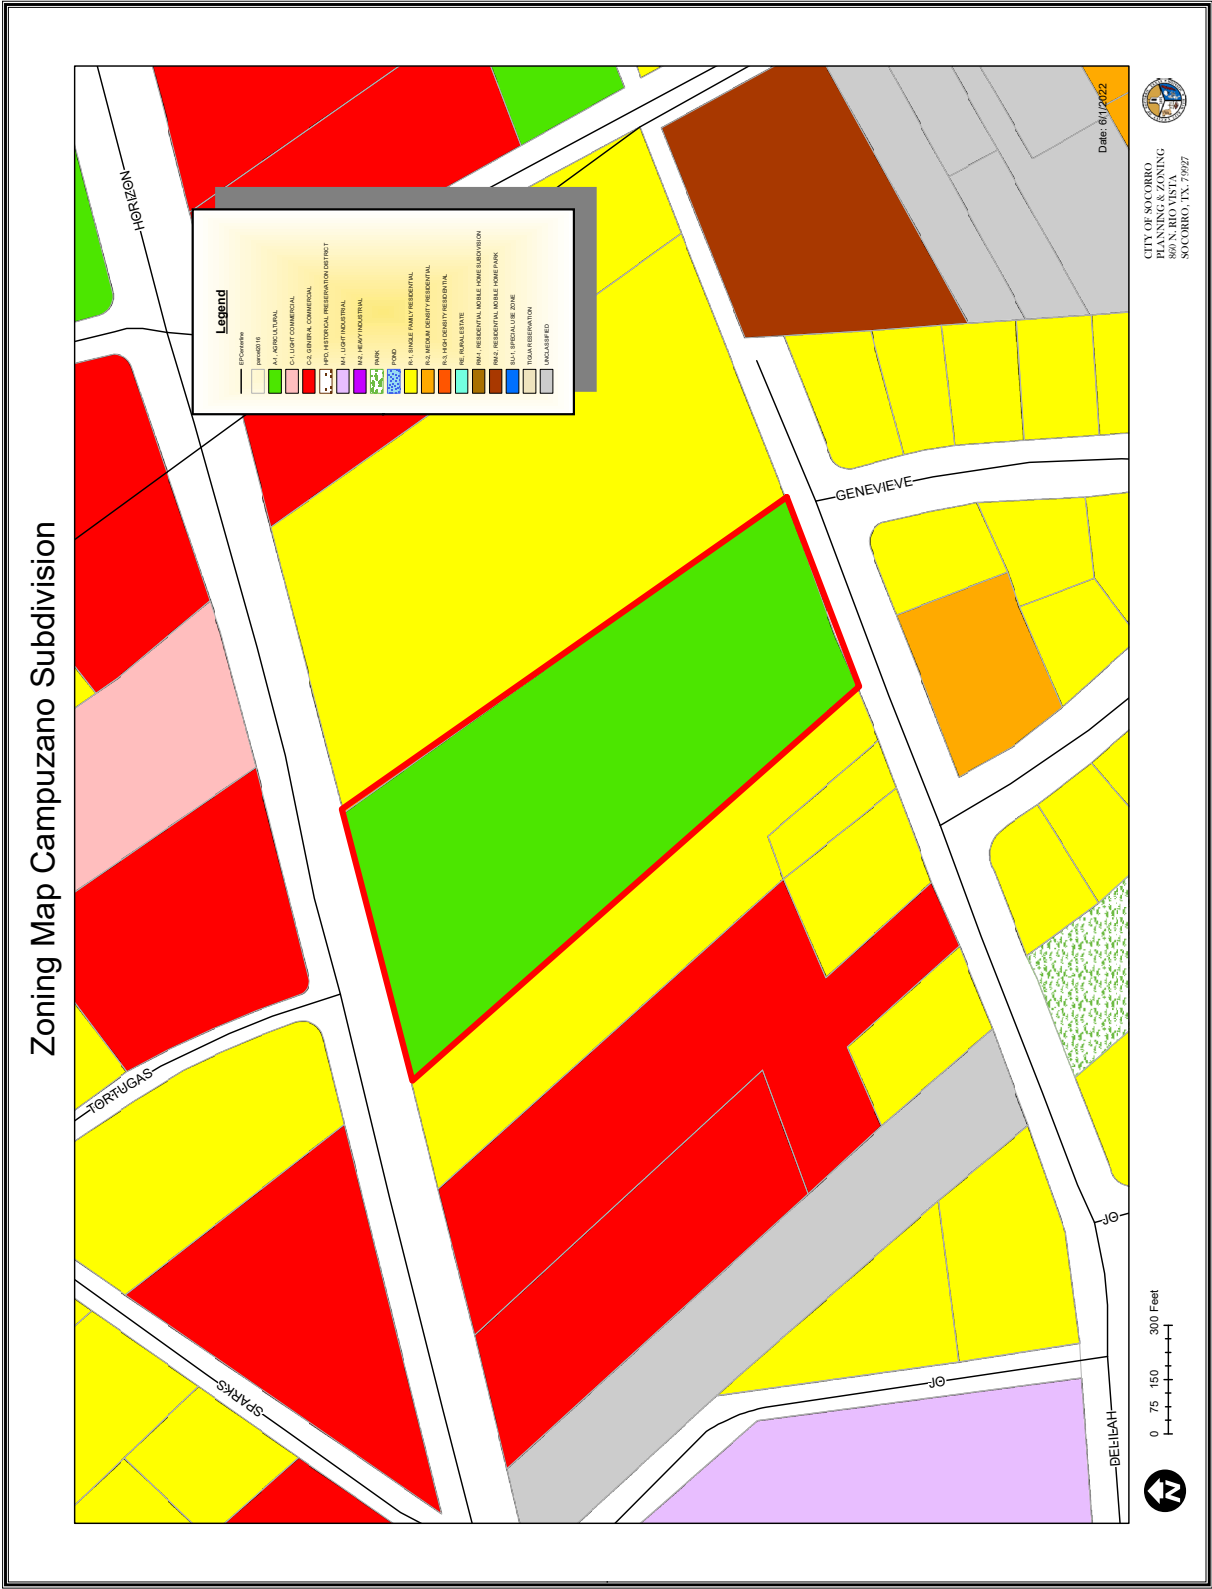 Zoning Map Campuzano Subdivision
HORIZON
TORTUGAS
SPARKS
GENEVIEVE
JO
JO
DELILAH
Legend
EPCenterline
parcel2016
A-1, AGRICULTURAL
C-1, LIGHT COMMERCIAL
C-2, GENERAL COMMERCIAL
HPD, HISTORICAL PRESERVATION DISTRICT
M-1, LIGHT INDUSTRIAL
M-2, HEAVY INDUSTRIAL
PARK
POND
R-1, SINGLE FAMILY RESIDENTIAL
R-2, MEDIUM DENSITY RESIDENTIAL
R-3, HIGH DENSITY RESIDENTIAL
RE, RURAL ESTATE
RM-1, RESIDENTIAL MOBILE HOME SUBDIVISION
RM-2, RESIDENTIAL MOBILE HOME PARK
SU-1, SPECIAL USE ZONE
TIGUA RESERVATION
UNCLASSIFIED
Date: 6/1/2022
N
0 75 150 300 Feet
CITY OF SOCORRO
PLANNING & ZONING
860 N. RIO VISTA
SOCORRO, TX. 79927